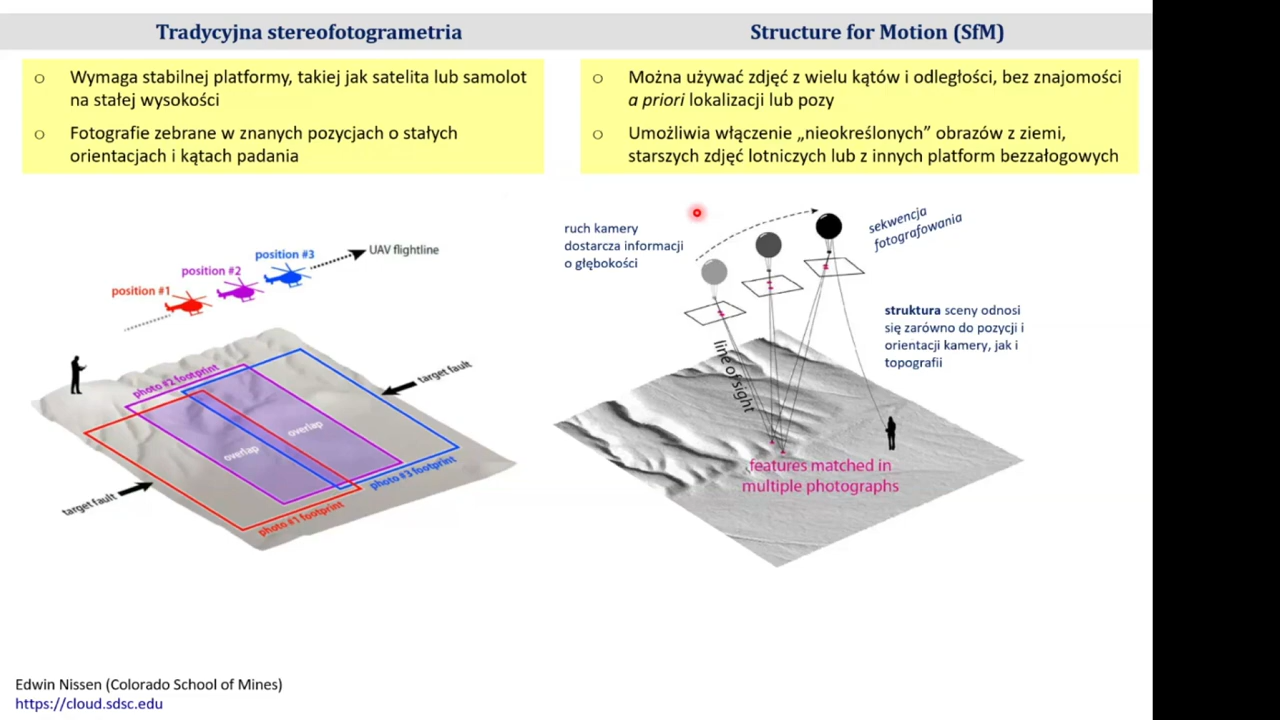 Tradycyjna stereofotogrametria
○ Wymaga stabilnej platformy, takiej jak satelita lub samolot
na stałej wysokości
○ Fotografie zebrane w znanych pozycjach o stałych
orientacjach i kątach padania
position #1
position #2
position #3
UAV flightline
photo #2 footprint
target fault
overlap
overlap
target fault
photo #3 footprint
photo #1 footprint
Structure for Motion (SfM)
○ Można używać zdjęć z wielu kątów i odległości, bez znajomości
a priori lokalizacji lub pozy
○ Umożliwia włączenie „nieokreślonych” obrazów z ziemi,
starszych zdjęć lotniczych lub z innych platform bezzałogowych
ruch kamery
dostarcza informacji
o głębokości
sekwencja
fotografowania
struktura sceny odnosi
się zarówno do pozycji i
orientacji kamery, jak i
topografii
line of sight
features matched in
multiple photographs
Edwin Nissen (Colorado School of Mines)
https://cloud.sdsc.edu